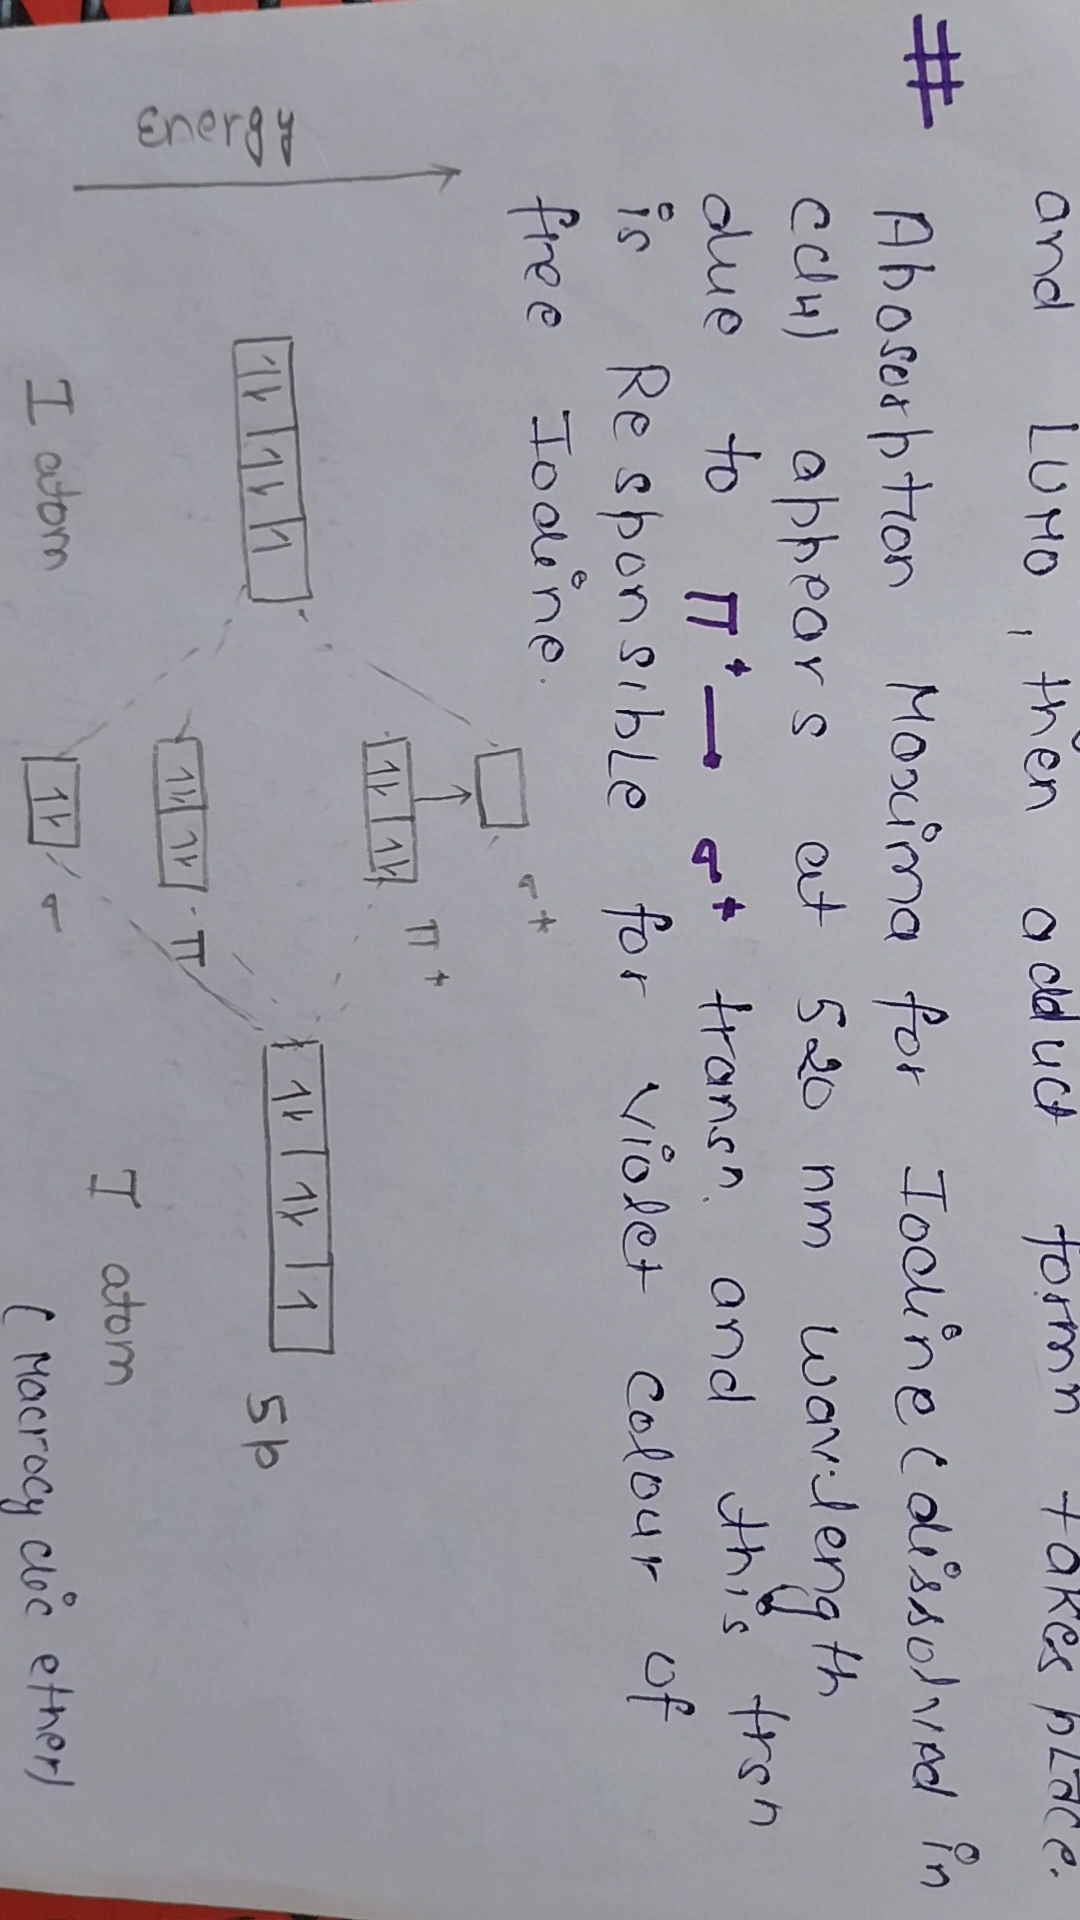 and LUMO, then adduct formn takes place.
#
Absorption Maxima for Iodine (dissolved in
ccl4) appears at 520 nm wavelength
due to π* → σ* transn. and this trsn
is Responsible for violet colour of
free Iodine.
Energy
σ*
π*
5p
π
σ
I atom
I atom
(Macrocyclic ether)